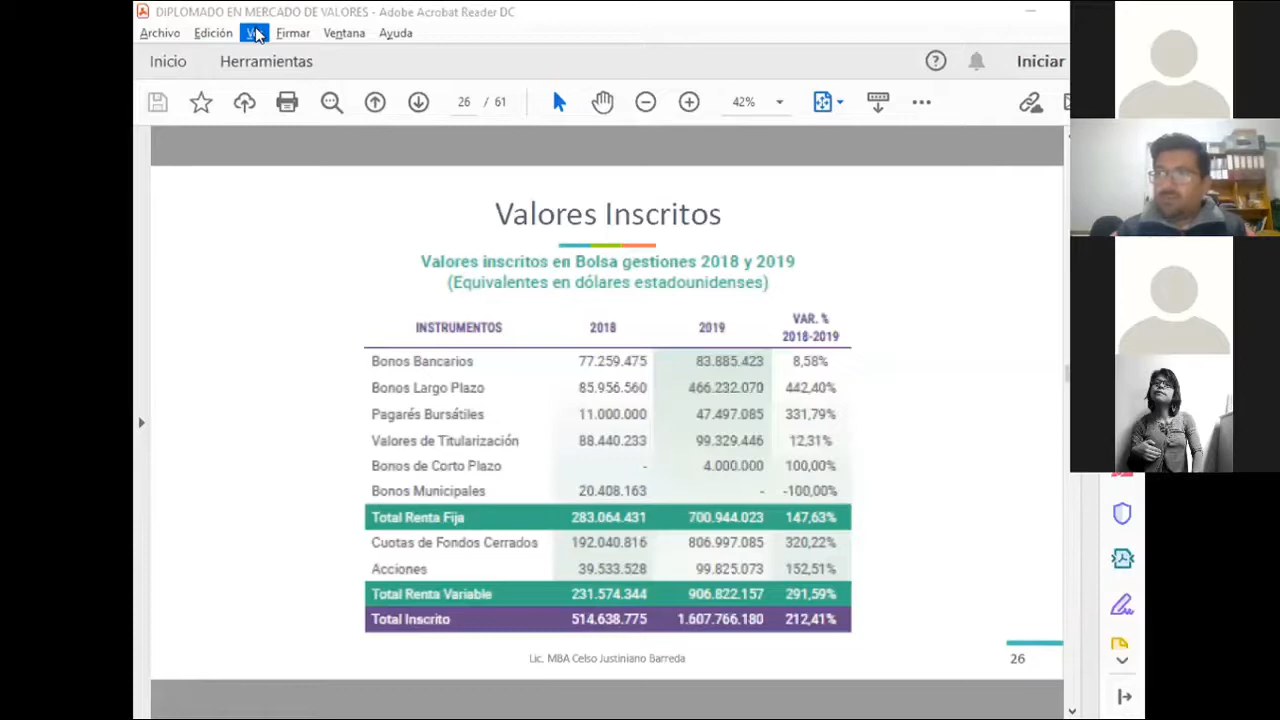 DIPLOMADO EN MERCADO DE VALORES - Adobe Acrobat Reader DC
Archivo Edición Firmar Ventana Ayuda
Inicio Herramientas Iniciar
26 / 61 42%
Valores Inscritos
Valores inscritos en Bolsa gestiones 2018 y 2019
(Equivalentes en dólares estadounidenses)
INSTRUMENTOS 2018 2019 VAR. % 2018-2019
Bonos Bancarios 77.259.475 83.885.423 8,58%
Bonos Largo Plazo 85.956.560 466.232.070 442,40%
Pagarés Bursátiles 11.000.000 47.497.085 331,79%
Valores de Titularización 88.440.233 99.329.446 12,31%
Bonos de Corto Plazo - 4.000.000 100,00%
Bonos Municipales 20.408.163 - -100,00%
Total Renta Fija 283.064.431 700.944.023 147,63%
Cuotas de Fondos Cerrados 192.040.816 806.997.085 320,22%
Acciones 39.533.528 99.825.073 152,51%
Total Renta Variable 231.574.344 906.822.157 291,59%
Total Inscrito 514.638.775 1.607.766.180 212,41%
Lic. MBA Celso Justiniano Barreda 26